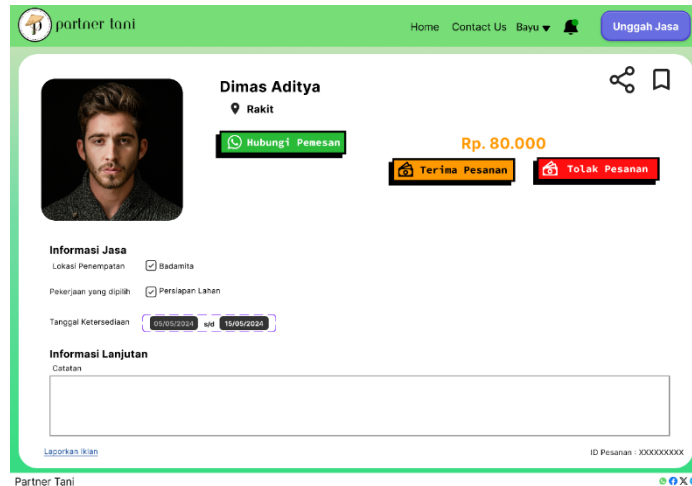 partner tani
Home Contact Us Bayu Unggah Jasa
Dimas Aditya
Rakit
Hubungi Pemesan
Rp. 80.000
Terima Pesanan Tolak Pesanan
Informasi Jasa
Lokasi Penempatan Badamita
Pekerjaan yang dipilih Persiapan Lahan
Tanggal Ketersediaan 05/05/2024 s/d 15/05/2024
Informasi Lanjutan
Catatan
Laporkan Iklan ID Pesanan : XXXXXXXXX
Partner Tani